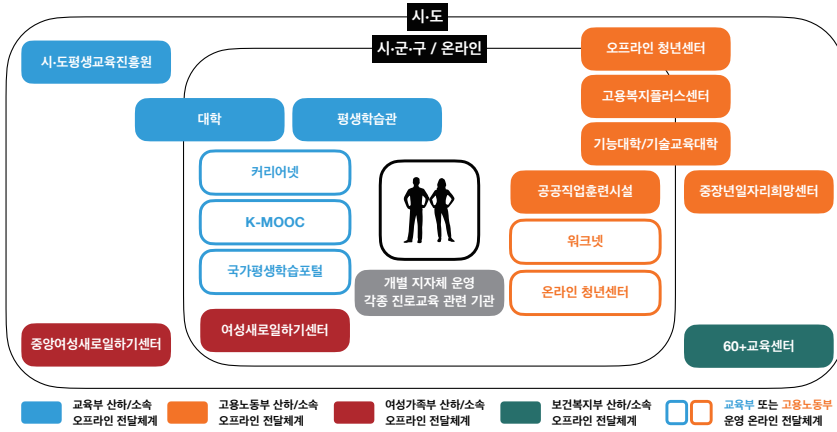 시·도
시·군·구 / 온라인
시·도평생교육진흥원
오프라인 청년센터
고용복지플러스센터
대학
평생학습관
기능대학/기술교육대학
커리어넷
공공직업훈련시설
중장년일자리희망센터
K-MOOC
워크넷
국가평생학습포털
개별 지자체 운영
각종 진로교육 관련 기관
온라인 청년센터
중앙여성새로일하기센터
여성새로일하기센터
60+교육센터
교육부 산하/소속
오프라인 전달체계
고용노동부 산하/소속
오프라인 전달체계
여성가족부 산하/소속
오프라인 전달체계
보건복지부 산하/소속
오프라인 전달체계
교육부 또는 고용노동부
운영 온라인 전달체계